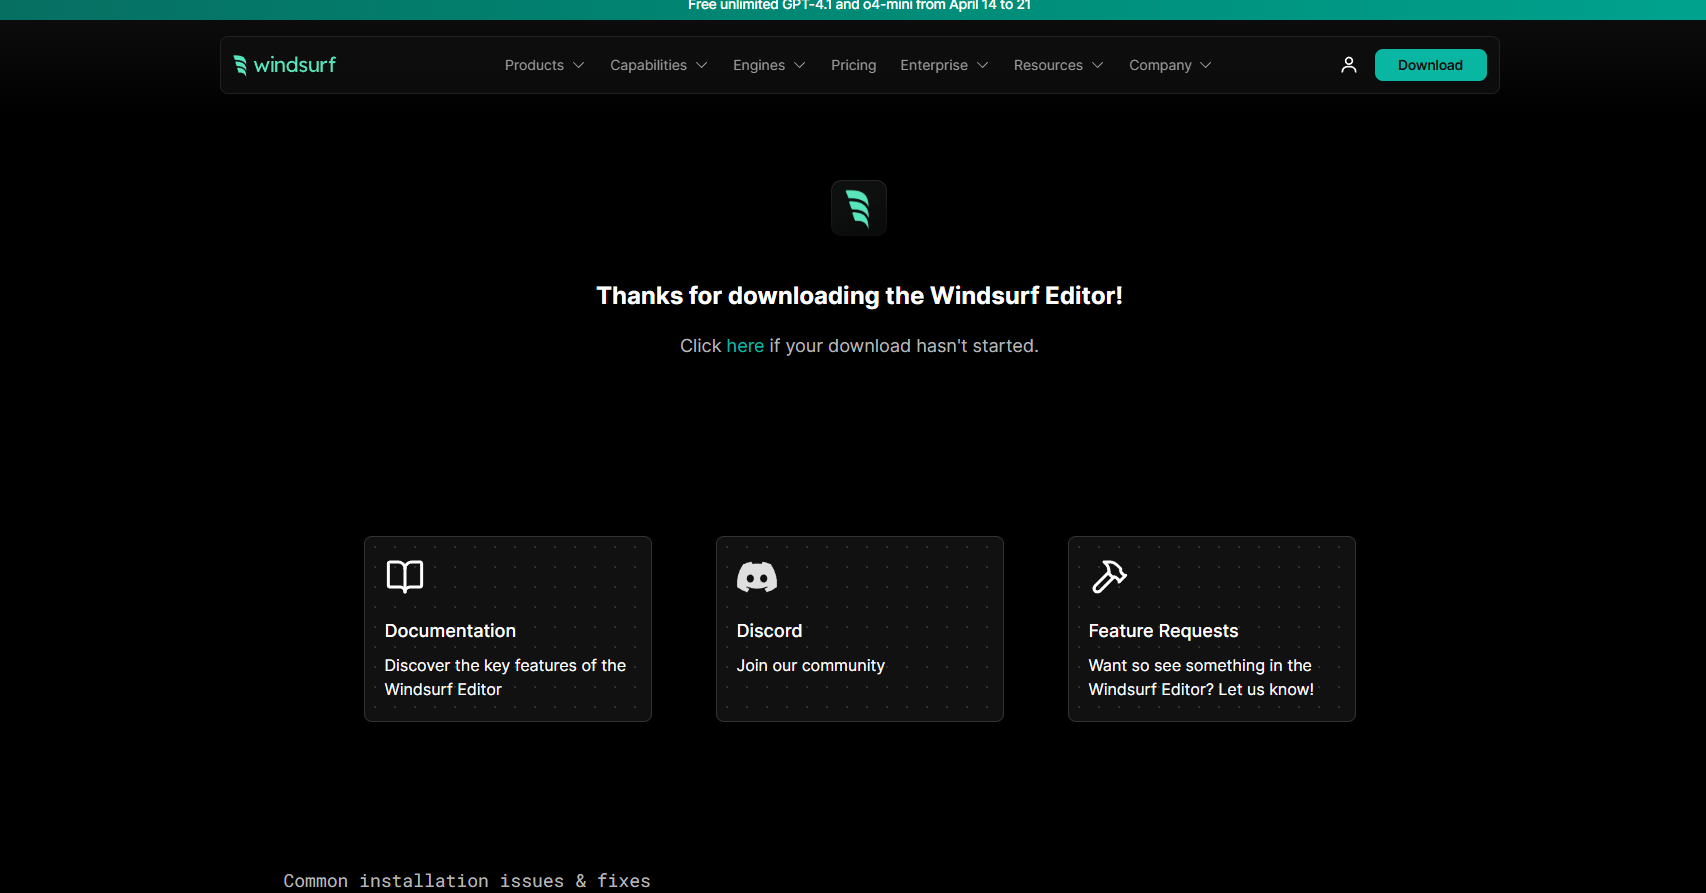 Free unlimited GPT-4.1 and o4-mini from April 14 to 21
windsurf
Products
Capabilities
Engines
Pricing
Enterprise
Resources
Company
Download
Thanks for downloading the Windsurf Editor!
Click here if your download hasn't started.
Documentation
Discover the key features of the
Windsurf Editor
Discord
Join our community
Feature Requests
Want so see something in the
Windsurf Editor? Let us know!
Common installation issues & fixes